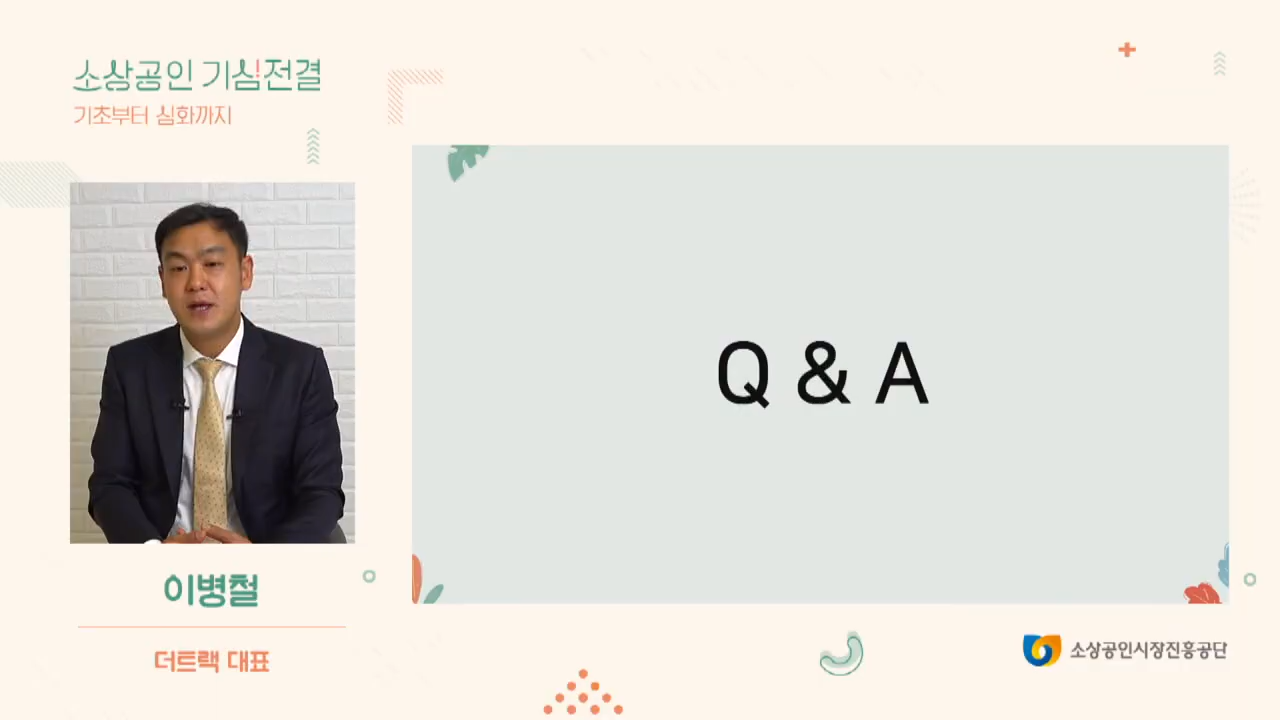 소상공인 기심전결
기초부터 심화까지
Q & A
이병철
더트랙 대표
소상공인시장진흥공단